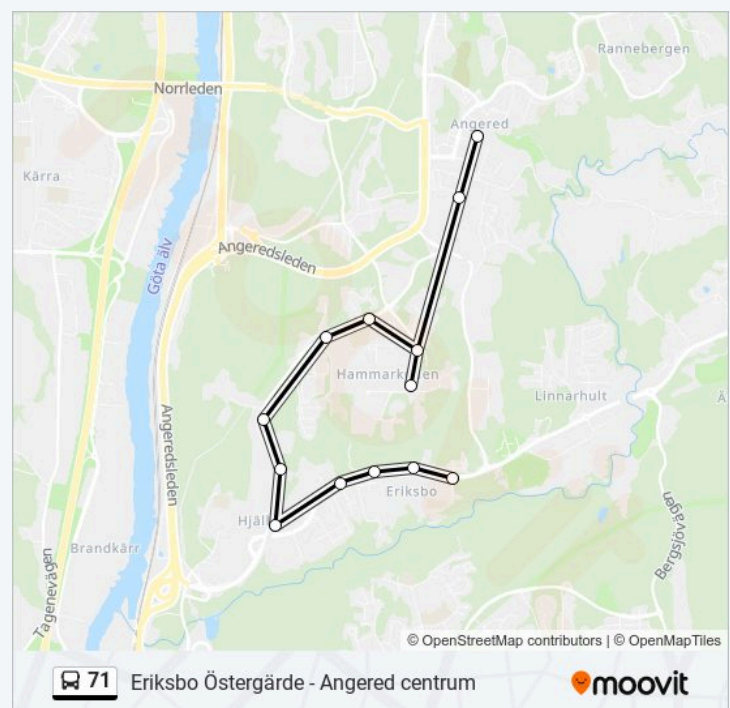 Rannebergen
Norrleden
Angered
Kärra
Göta älv
Angeredsleden
Hammarkullen
Linnarhult
Angeredsleden
Eriksbo
Hjäll
Brandkärr
Bergsjövägen
Tagenevägen
© OpenStreetMap contributors | © OpenMapTiles
71 Eriksbo Östergärde - Angered centrum
moovit